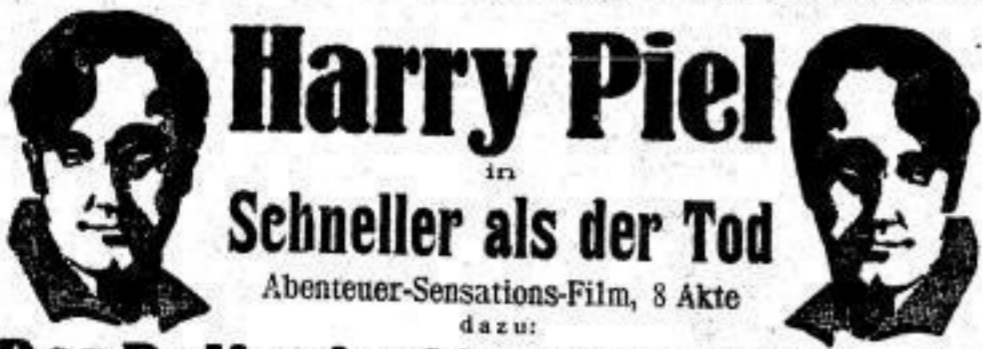 Harry Piel
in
Schneller als der Tod
Abenteuer-Sensations-Film, 8 Akte
dazu: